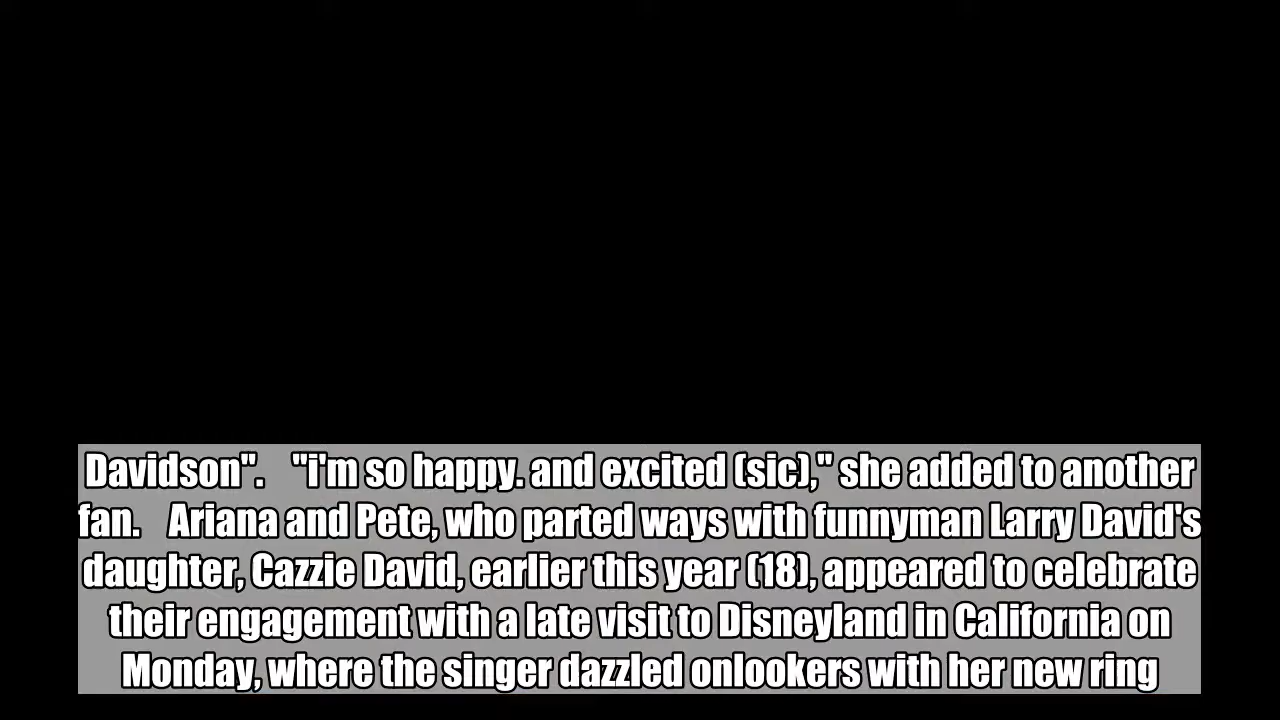 Davidson".    "i'm so happy. and excited (sic)," she added to another
fan.    Ariana and Pete, who parted ways with funnyman Larry David's
daughter, Cazzie David, earlier this year (18), appeared to celebrate
their engagement with a late visit to Disneyland in California on
Monday, where the singer dazzled onlookers with her new ring